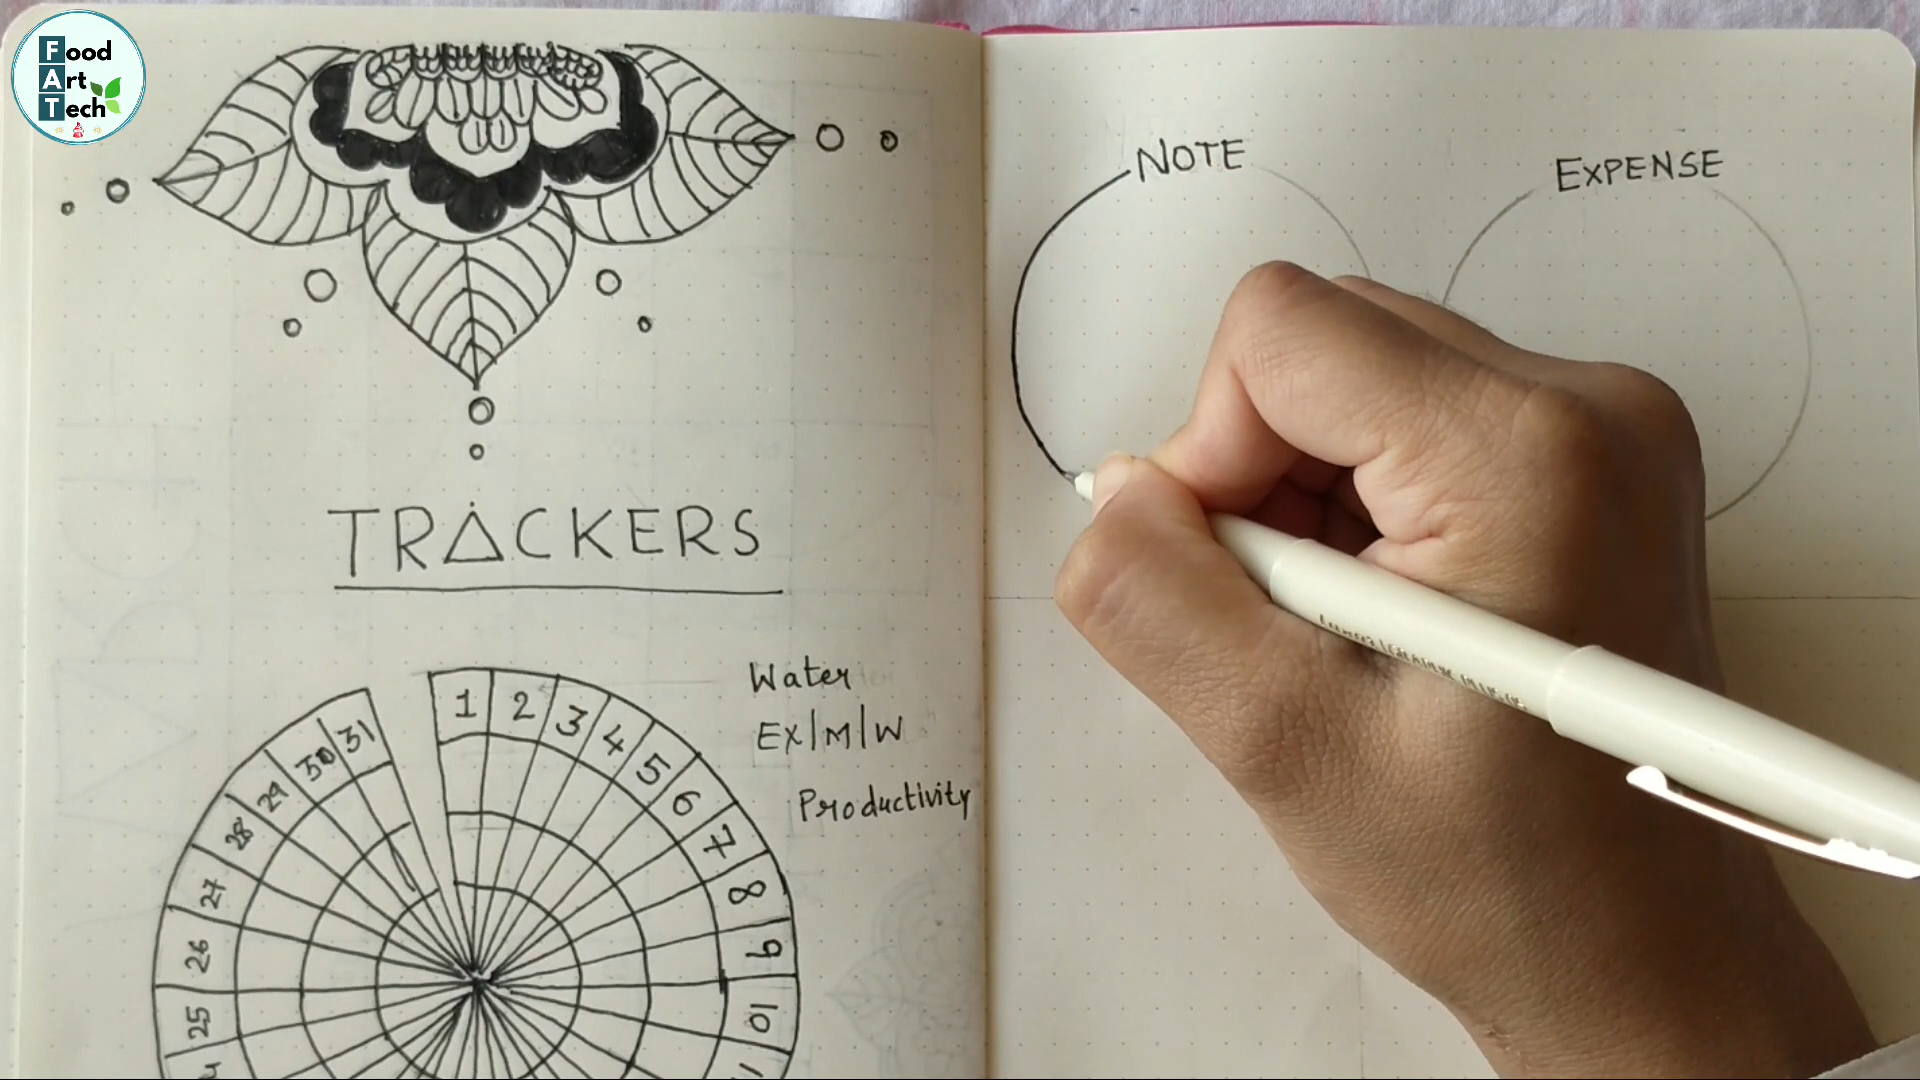 Food
Art
Tech
TRACKERS
1 2 3 4 5 6 7 8 9 10
25 26 27 28 29 30 31
Water
EX|M|W
Productivity
NOTE
EXPENSE